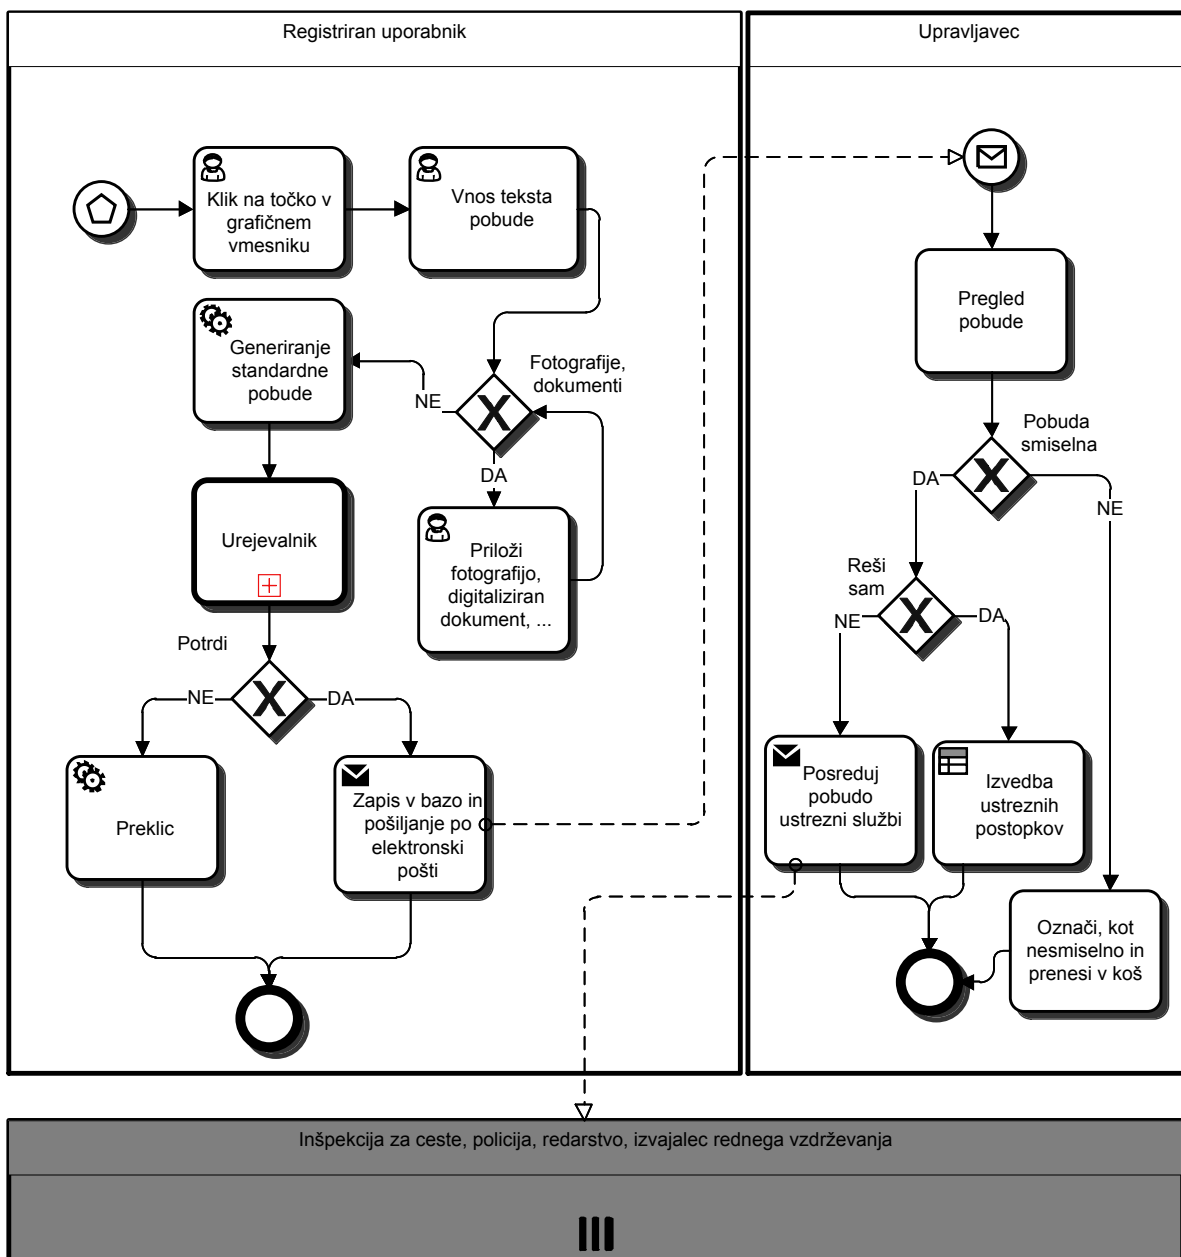 Registriran uporabnik
Klik na točko v
grafičnem
vmesniku
Vnos teksta
pobude
Generiranje
standardne
pobude
NE
Fotografije,
dokumenti
DA
Urejevalnik
Priloži
fotografijo,
digitaliziran
dokument, ...
Potrdi
NE
DA
Preklic
Zapis v bazo in
pošiljanje po
elektronski
pošti
Upravljavec
Pregled
pobude
Pobuda
smiselna
DA
NE
Reši
sam
NE
DA
Posreduj
pobudo
ustrezni službi
Izvedba
ustreznih
postopkov
Označi, kot
nesmiselno in
prenesi v koš
Inšpekcija za ceste, policija, redarstvo, izvajalec rednega vzdrževanja